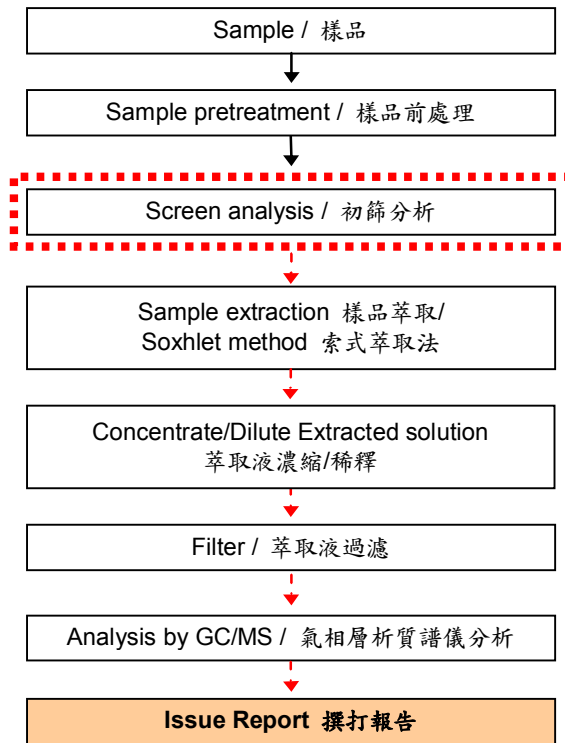 Sample / 樣品
Sample pretreatment / 樣品前處理
Screen analysis / 初篩分析
Sample extraction 樣品萃取/
Soxhlet method 索式萃取法
Concentrate/Dilute Extracted solution
萃取液濃縮/稀釋
Filter / 萃取液過濾
Analysis by GC/MS / 氣相層析質譜儀分析
Issue Report 撰打報告